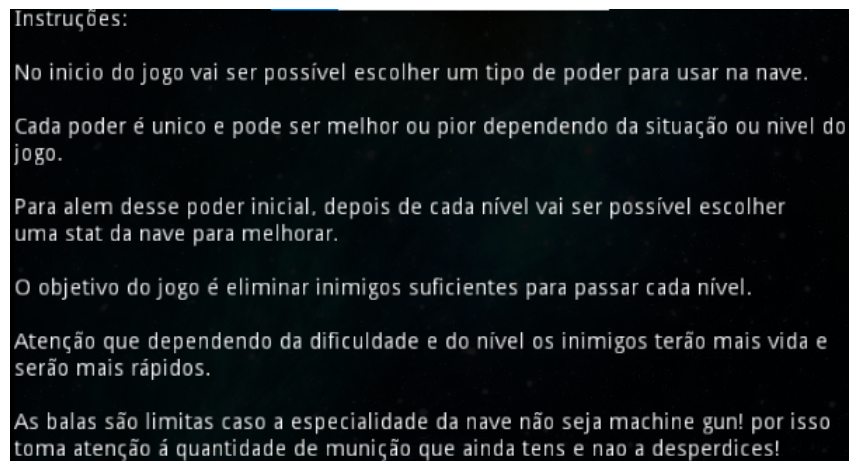 Instruções:
No inicio do jogo vai ser possível escolher um tipo de poder para usar na nave.
Cada poder é unico e pode ser melhor ou pior dependendo da situação ou nivel do
jogo.
Para alem desse poder inicial, depois de cada nível vai ser possível escolher
uma stat da nave para melhorar.
O objetivo do jogo é eliminar inimigos suficientes para passar cada nível.
Atenção que dependendo da dificuldade e do nível os inimigos terão mais vida e
serão mais rápidos.
As balas são limitas caso a especialidade da nave não seja machine gun! por isso
toma atenção á quantidade de munição que ainda tens e nao a desperdices!